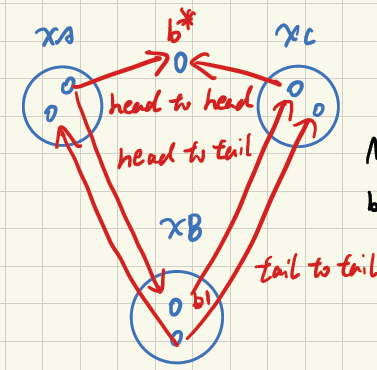 b*
xA
xC
head to head
head to tail
xB
b'
tail to tail
b